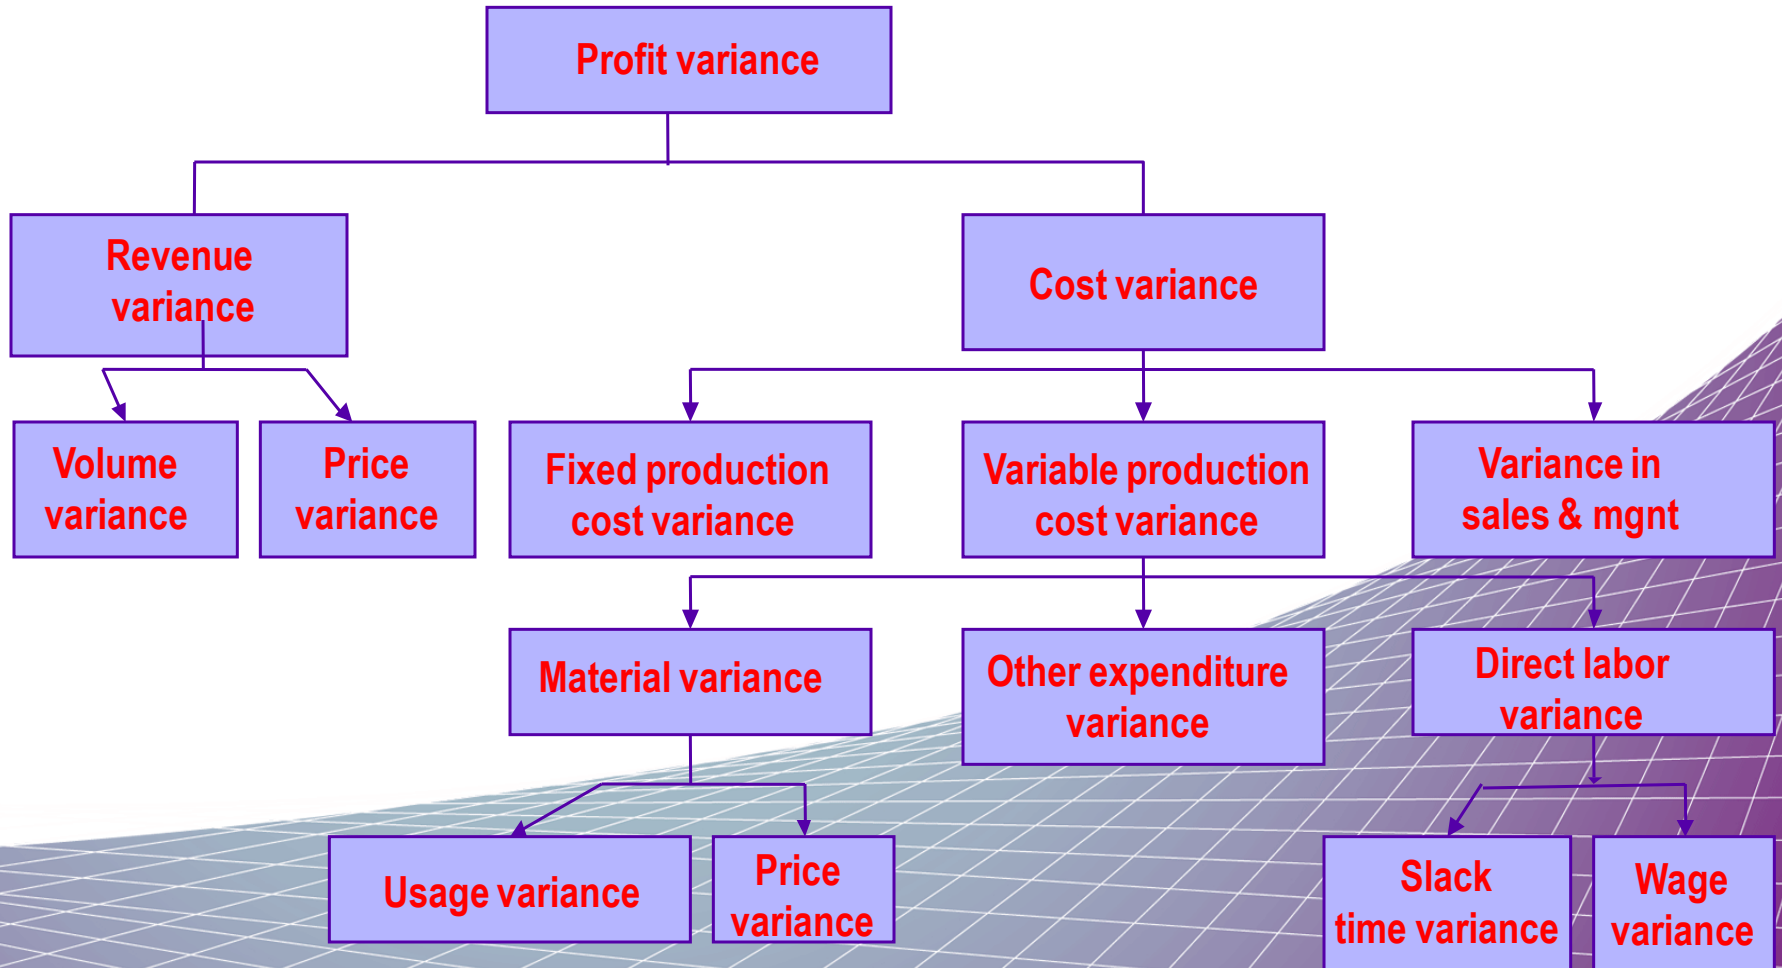 Profit variance
Revenue
variance
Cost variance
Volume
variance
Price
variance
Fixed production
cost variance
Variable production
cost variance
Variance in
sales & mgnt
Material variance
Other expenditure
variance
Direct labor
variance
Usage variance
Price
variance
Slack
time variance
Wage
variance